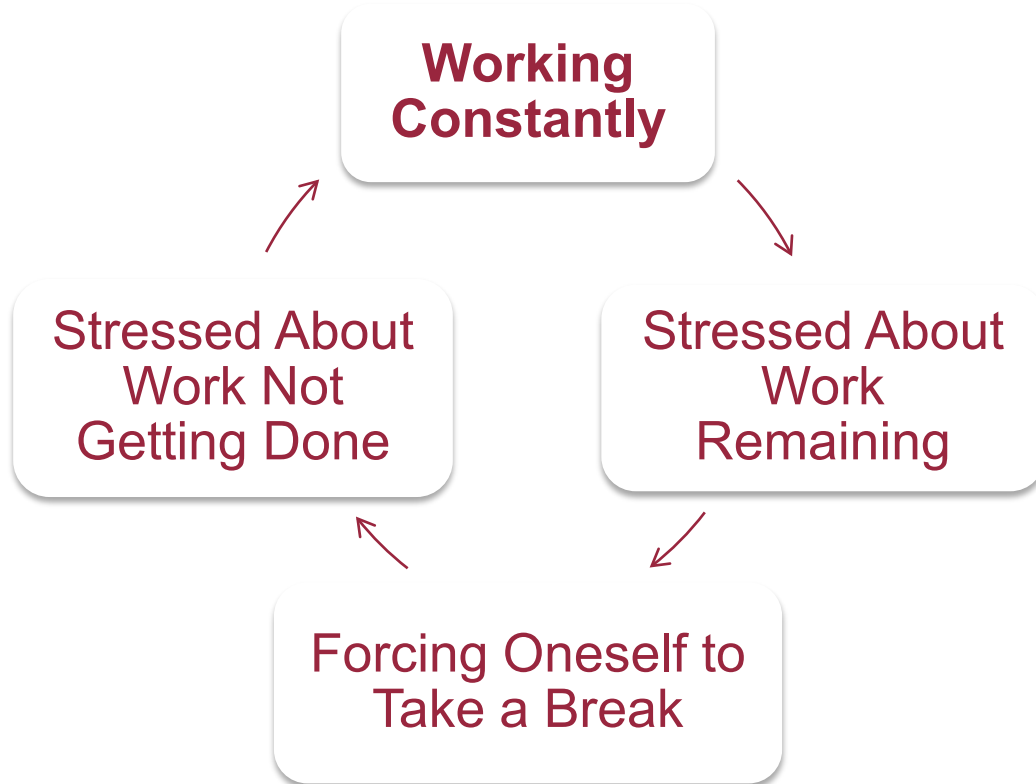 Working
Constantly
Stressed About
Work
Remaining
Forcing Oneself to
Take a Break
Stressed About
Work Not
Getting Done